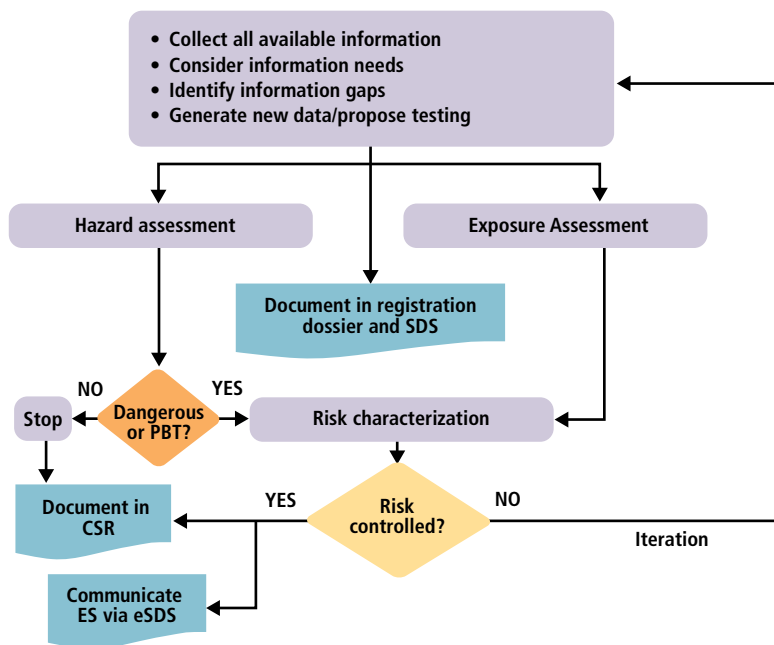 • Collect all available information
• Consider information needs
• Identify information gaps
• Generate new data/propose testing
Hazard assessment
Exposure Assessment
Document in registration
dossier and SDS
NO
YES
Stop
Dangerous
or PBT?
Risk characterization
Document in
CSR
YES
Risk
controlled?
NO
Iteration
Communicate
ES via eSDS